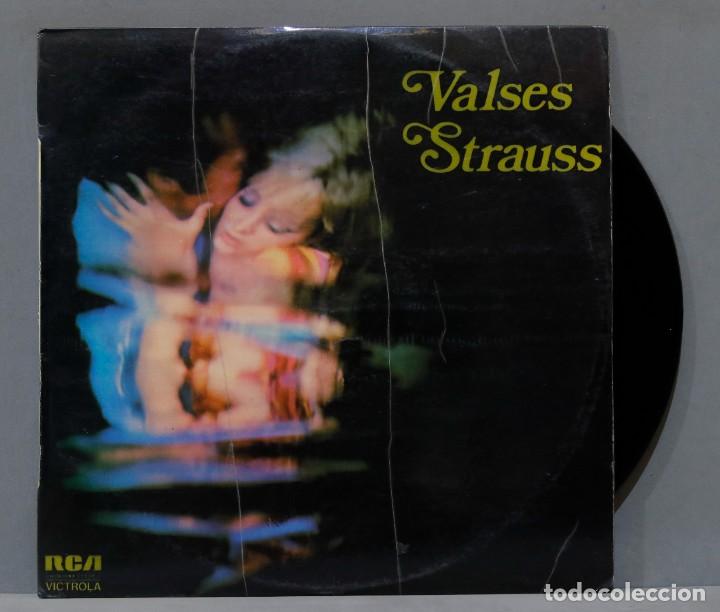 Valses
Strauss
RCA
VICTROLA
todocoleccion